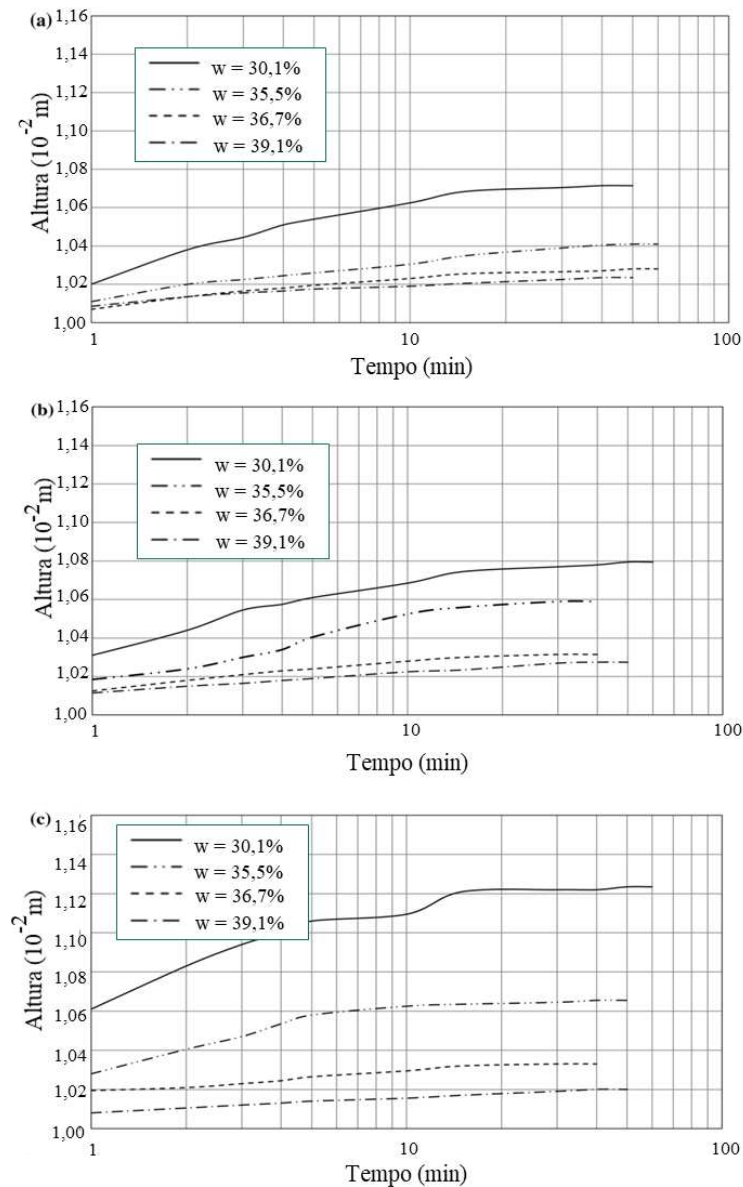 (a)
1,16
1,14
1,12
1,10
1,08
1,06
1,04
1,02
1,00
Altura (10⁻² m)
w = 30,1%
w = 35,5%
w = 36,7%
w = 39,1%
1 10 100
Tempo (min)
(b)
1,16
1,14
1,12
1,10
1,08
1,06
1,04
1,02
1,00
Altura (10⁻² m)
w = 30,1%
w = 35,5%
w = 36,7%
w = 39,1%
1 10 100
Tempo (min)
(c)
1,16
1,14
1,12
1,10
1,08
1,06
1,04
1,02
1,00
Altura (10⁻² m)
w = 30,1%
w = 35,5%
w = 36,7%
w = 39,1%
1 10 100
Tempo (min)